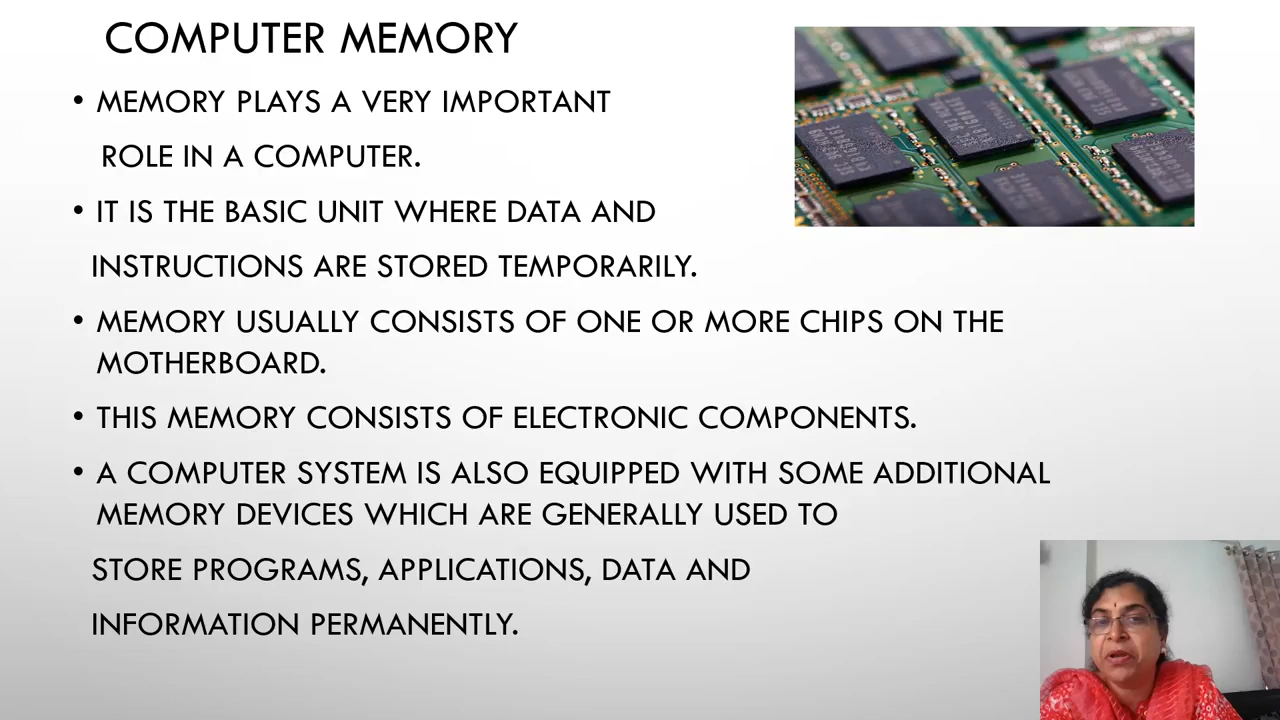 COMPUTER MEMORY
• MEMORY PLAYS A VERY IMPORTANT
ROLE IN A COMPUTER.
• IT IS THE BASIC UNIT WHERE DATA AND
INSTRUCTIONS ARE STORED TEMPORARILY.
• MEMORY USUALLY CONSISTS OF ONE OR MORE CHIPS ON THE
MOTHERBOARD.
• THIS MEMORY CONSISTS OF ELECTRONIC COMPONENTS.
• A COMPUTER SYSTEM IS ALSO EQUIPPED WITH SOME ADDITIONAL
MEMORY DEVICES WHICH ARE GENERALLY USED TO
STORE PROGRAMS, APPLICATIONS, DATA AND
INFORMATION PERMANENTLY.